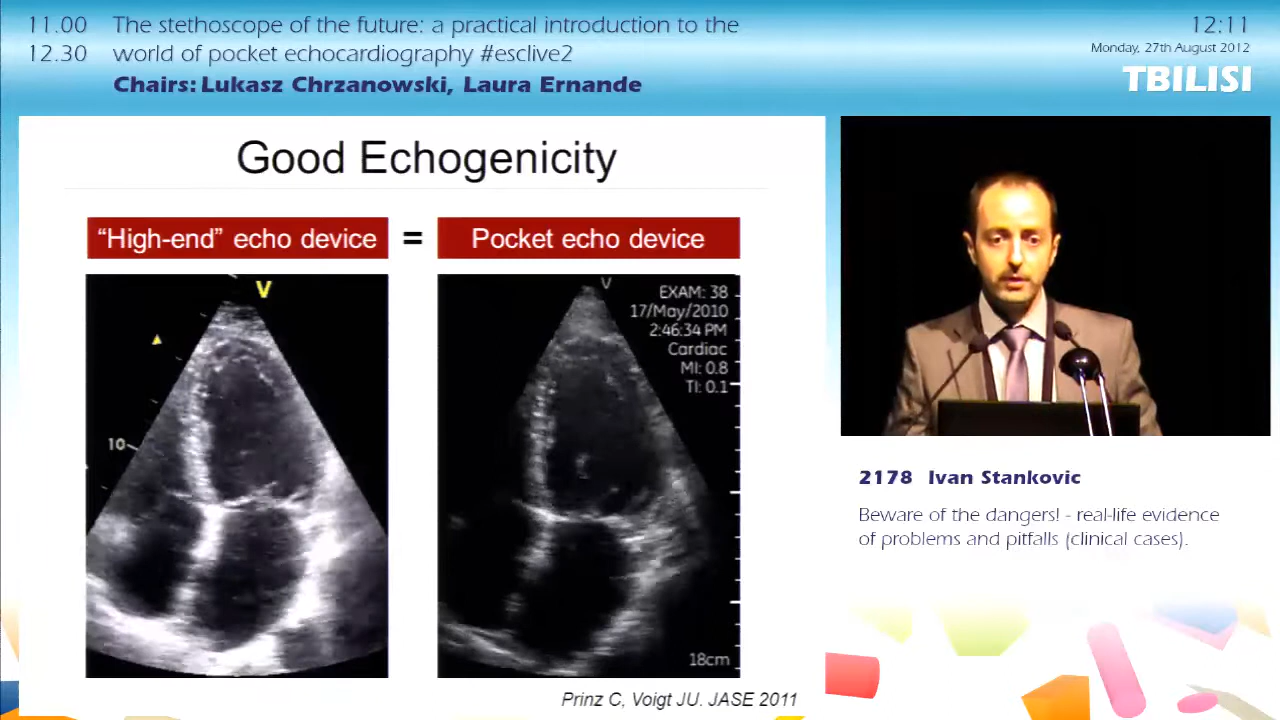 11.00 The stethoscope of the future: a practical introduction to the
12.30 world of pocket echocardiography #esclive2
Chairs: Lukasz Chrzanowski, Laura Ernande
12:11
Monday, 27th August 2012
TBILISI
Good Echogenicity
“High-end” echo device = Pocket echo device
V
10
V
EXAM: 38
17/May/2010
2:46:34 PM
Cardiac
MI: 0.8
TI: 0.1
18cm
Prinz C, Voigt JU. JASE 2011
2178 Ivan Stankovic
Beware of the dangers! - real-life evidence
of problems and pitfalls (clinical cases).